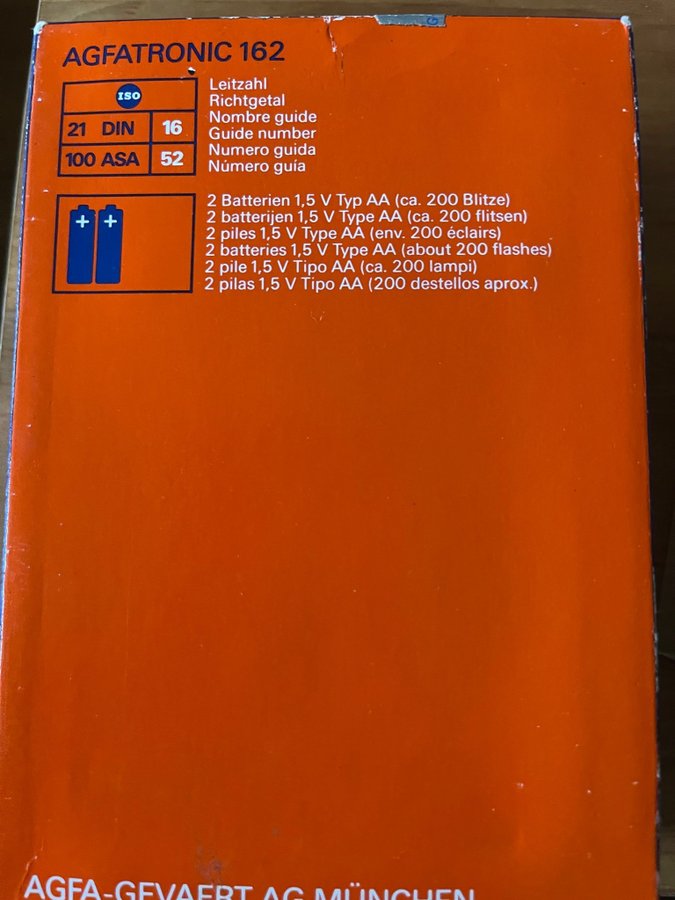 AGFATRONIC 162
ISO
21 DIN 16
100 ASA 52
Leitzahl
Richtgetal
Nombre guide
Guide number
Numero guida
Número guía
+ +
2 Batterien 1,5 V Typ AA (ca. 200 Blitze)
2 batterijen 1,5 V Type AA (ca. 200 flitsen)
2 piles 1,5 V Type AA (env. 200 éclairs)
2 batteries 1,5 V Type AA (about 200 flashes)
2 pile 1,5 V Tipo AA (ca. 200 lampi)
2 pilas 1,5 V Tipo AA (200 destellos aprox.)
AGFA-GEVAERT AG MÜNCHEN